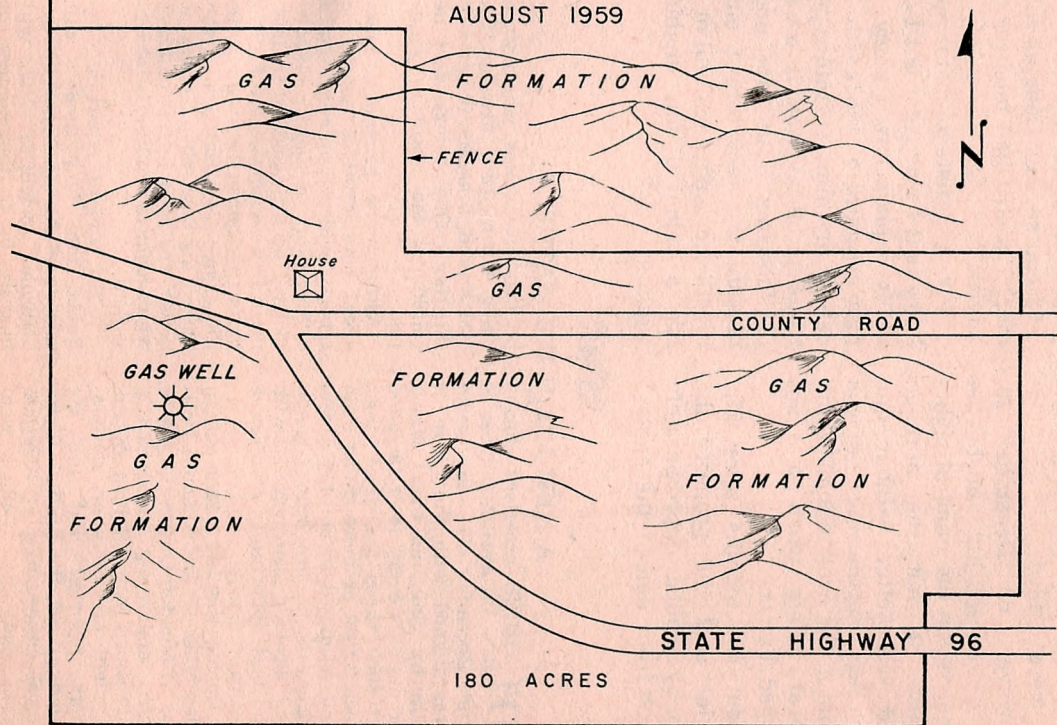 AUGUST 1959
GAS FORMATION
N
FENCE
House
GAS
COUNTY ROAD
GAS WELL
FORMATION
GAS
GAS
FORMATION
FORMATION
STATE HIGHWAY 96
180 ACRES